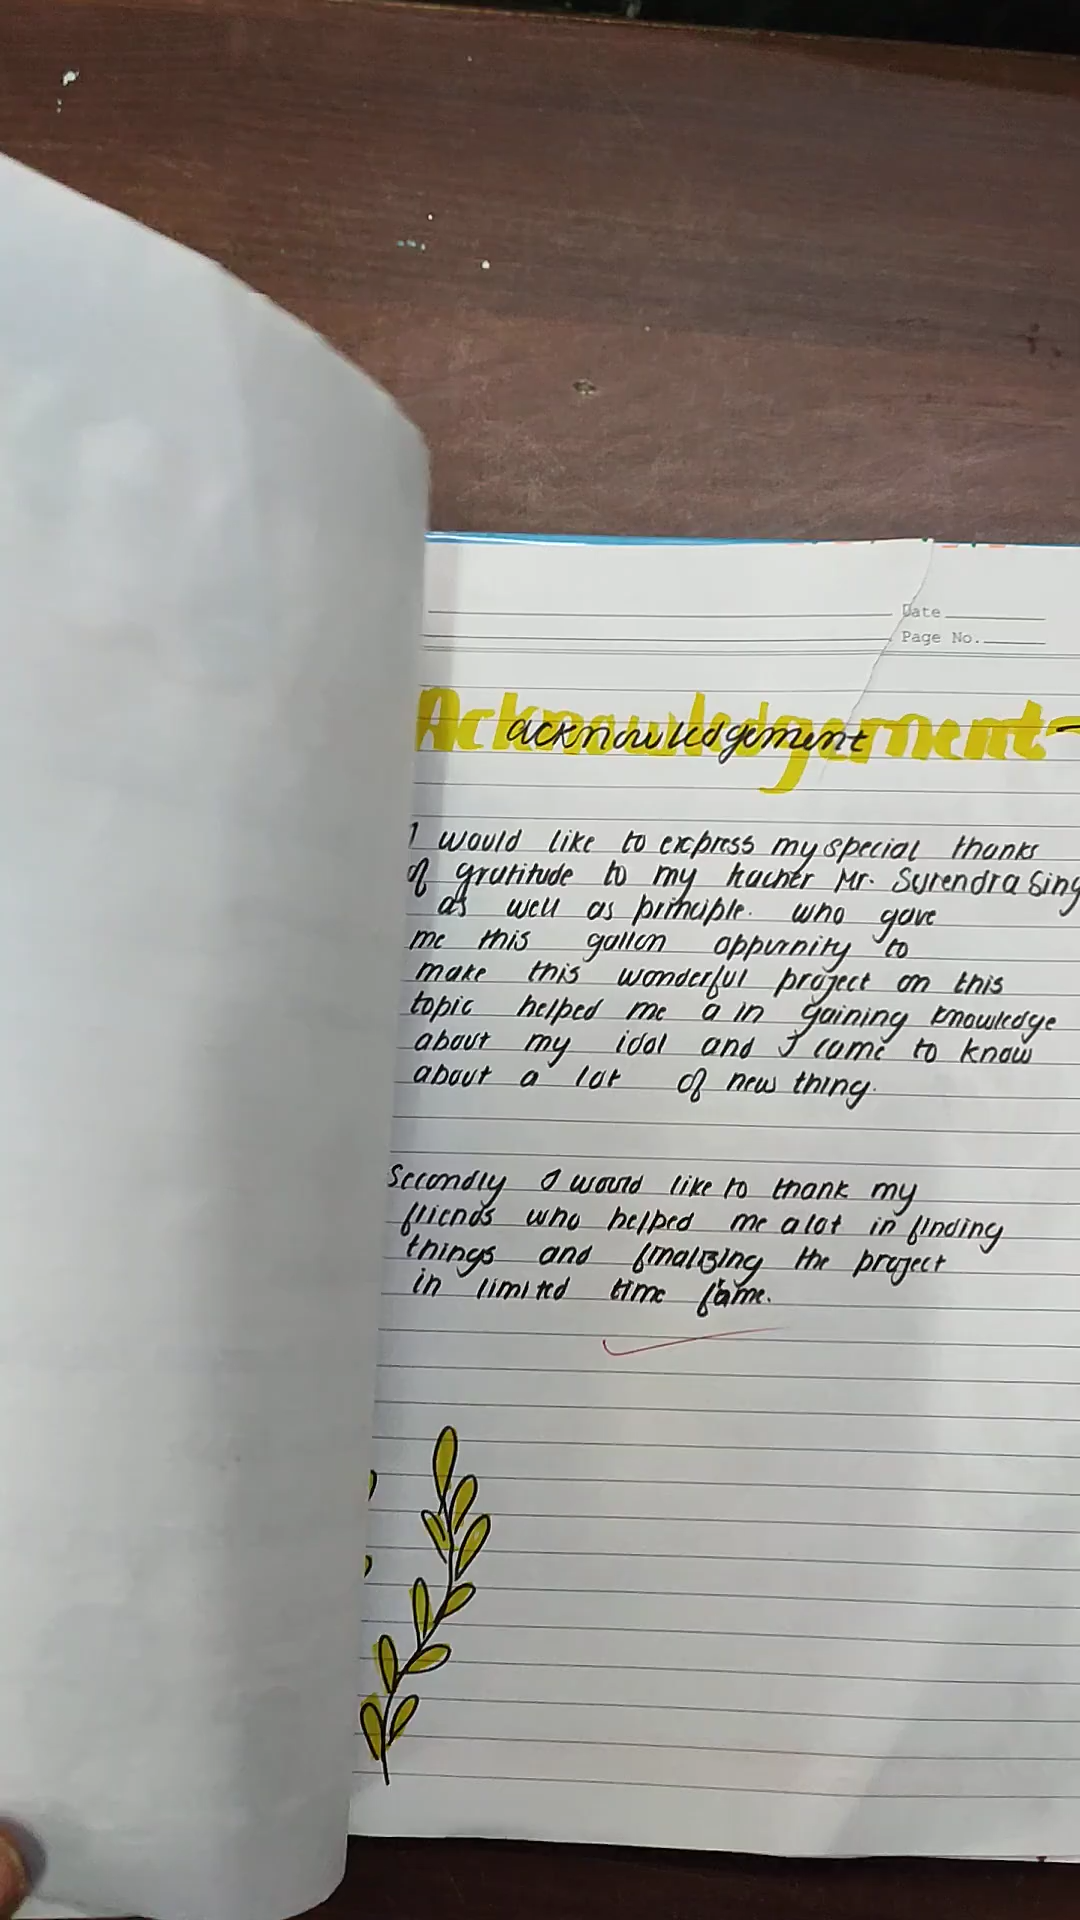 Date
Page No.
Acknowledgement
acknowledgement
I would like to express my special thanks
of gratitude to my teacher Mr. Surendra Sing
as well as principle. who gave
me this gallen oppurnity to
make this wonderful project on this
topic helped me a in gaining knowledge
about my idol and I came to know
about a lot of new thing.
Secondly I would like to thank my
friends who helped me a lot in finding
things and finalizing the project
in limited time fame.